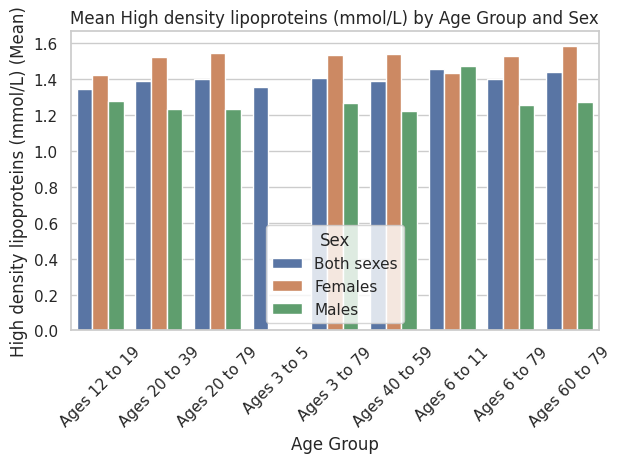 Mean High density lipoproteins (mmol/L) by Age Group and Sex
High density lipoproteins (mmol/L) (Mean)
1.6
1.4
1.2
1.0
0.8
0.6
0.4
0.2
0.0
Sex
Both sexes
Females
Males
Ages 12 to 19
Ages 20 to 39
Ages 20 to 79
Ages 3 to 5
Ages 3 to 79
Ages 40 to 59
Ages 6 to 11
Ages 6 to 79
Ages 60 to 79
Age Group